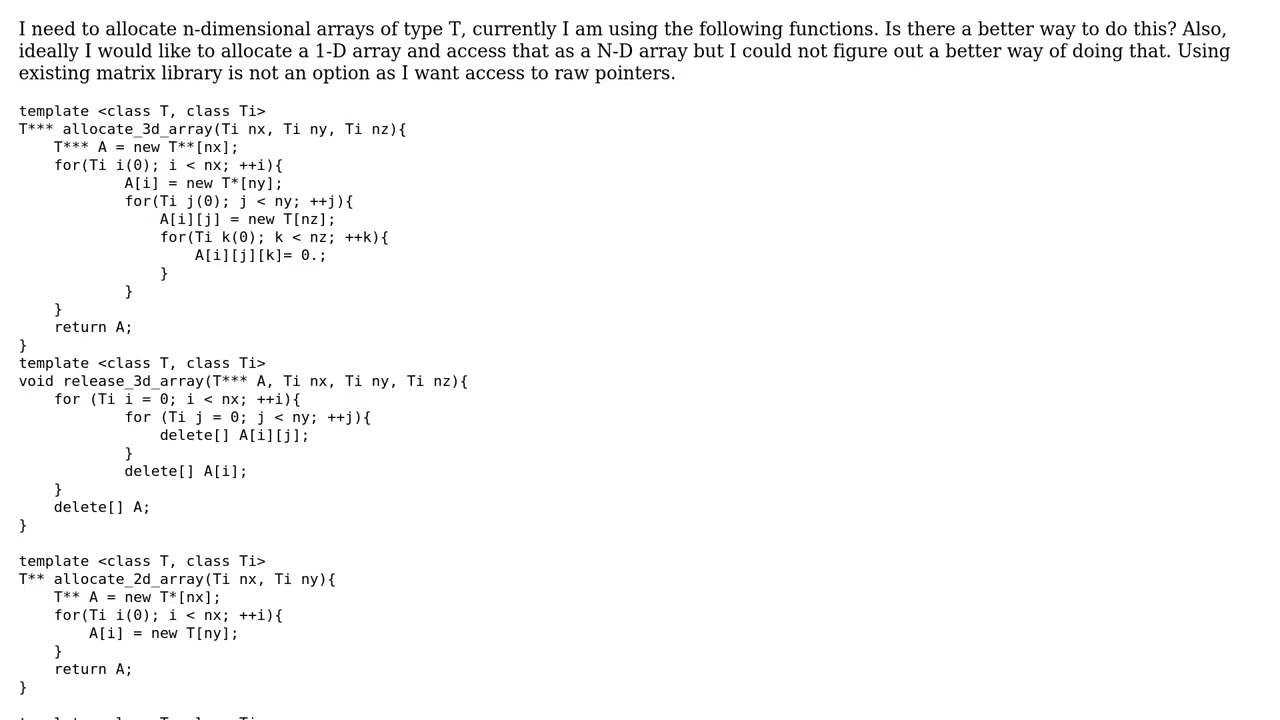 I need to allocate n-dimensional arrays of type T, currently I am using the following functions. Is there a better way to do this? Also,
ideally I would like to allocate a 1-D array and access that as a N-D array but I could not figure out a better way of doing that. Using
existing matrix library is not an option as I want access to raw pointers.
template <class T, class Ti>
T*** allocate_3d_array(Ti nx, Ti ny, Ti nz){
    T*** A = new T**[nx];
    for(Ti i(0); i < nx; ++i){
            A[i] = new T*[ny];
            for(Ti j(0); j < ny; ++j){
                A[i][j] = new T[nz];
                for(Ti k(0); k < nz; ++k){
                    A[i][j][k]= 0.;
                }
            }
    }
    return A;
}
template <class T, class Ti>
void release_3d_array(T*** A, Ti nx, Ti ny, Ti nz){
    for (Ti i = 0; i < nx; ++i){
            for (Ti j = 0; j < ny; ++j){
                delete[] A[i][j];
            }
            delete[] A[i];
    }
    delete[] A;
}
template <class T, class Ti>
T** allocate_2d_array(Ti nx, Ti ny){
    T** A = new T*[nx];
    for(Ti i(0); i < nx; ++i){
        A[i] = new T[ny];
    }
    return A;
}